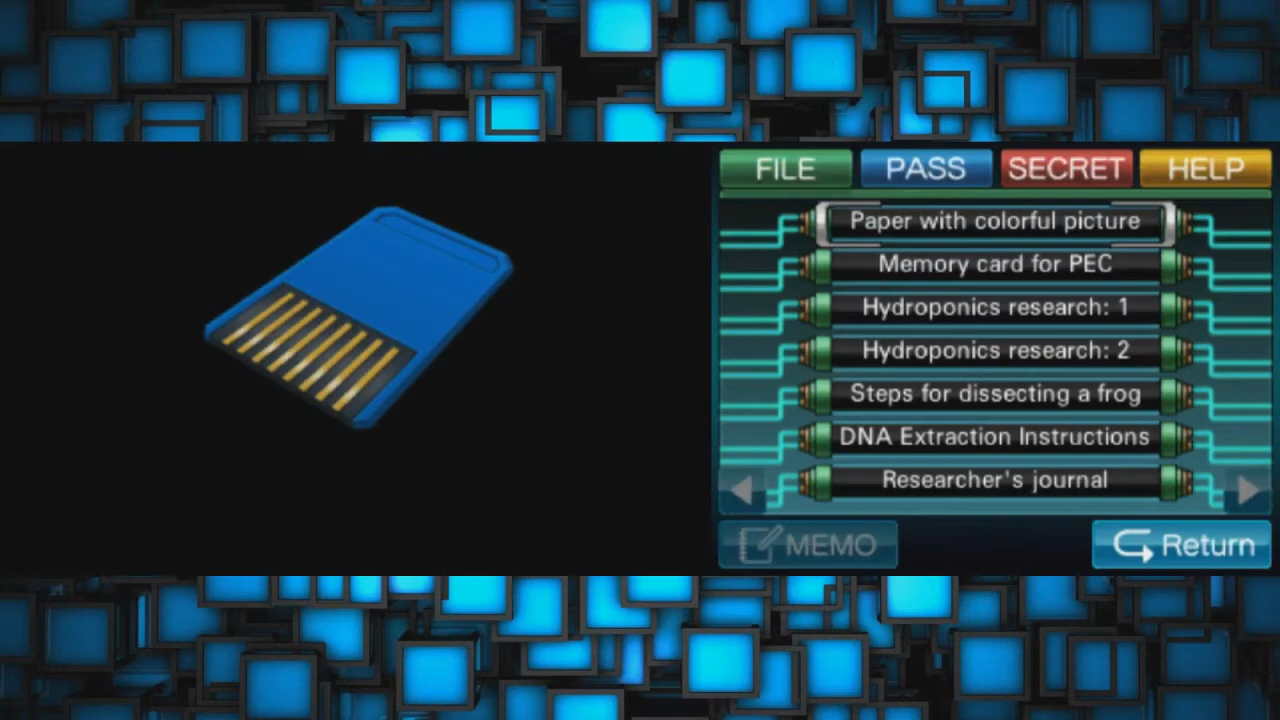 FILE PASS SECRET HELP
Paper with colorful picture
Memory card for PEC
Hydroponics research: 1
Hydroponics research: 2
Steps for dissecting a frog
DNA Extraction Instructions
Researcher's journal
MEMO Return